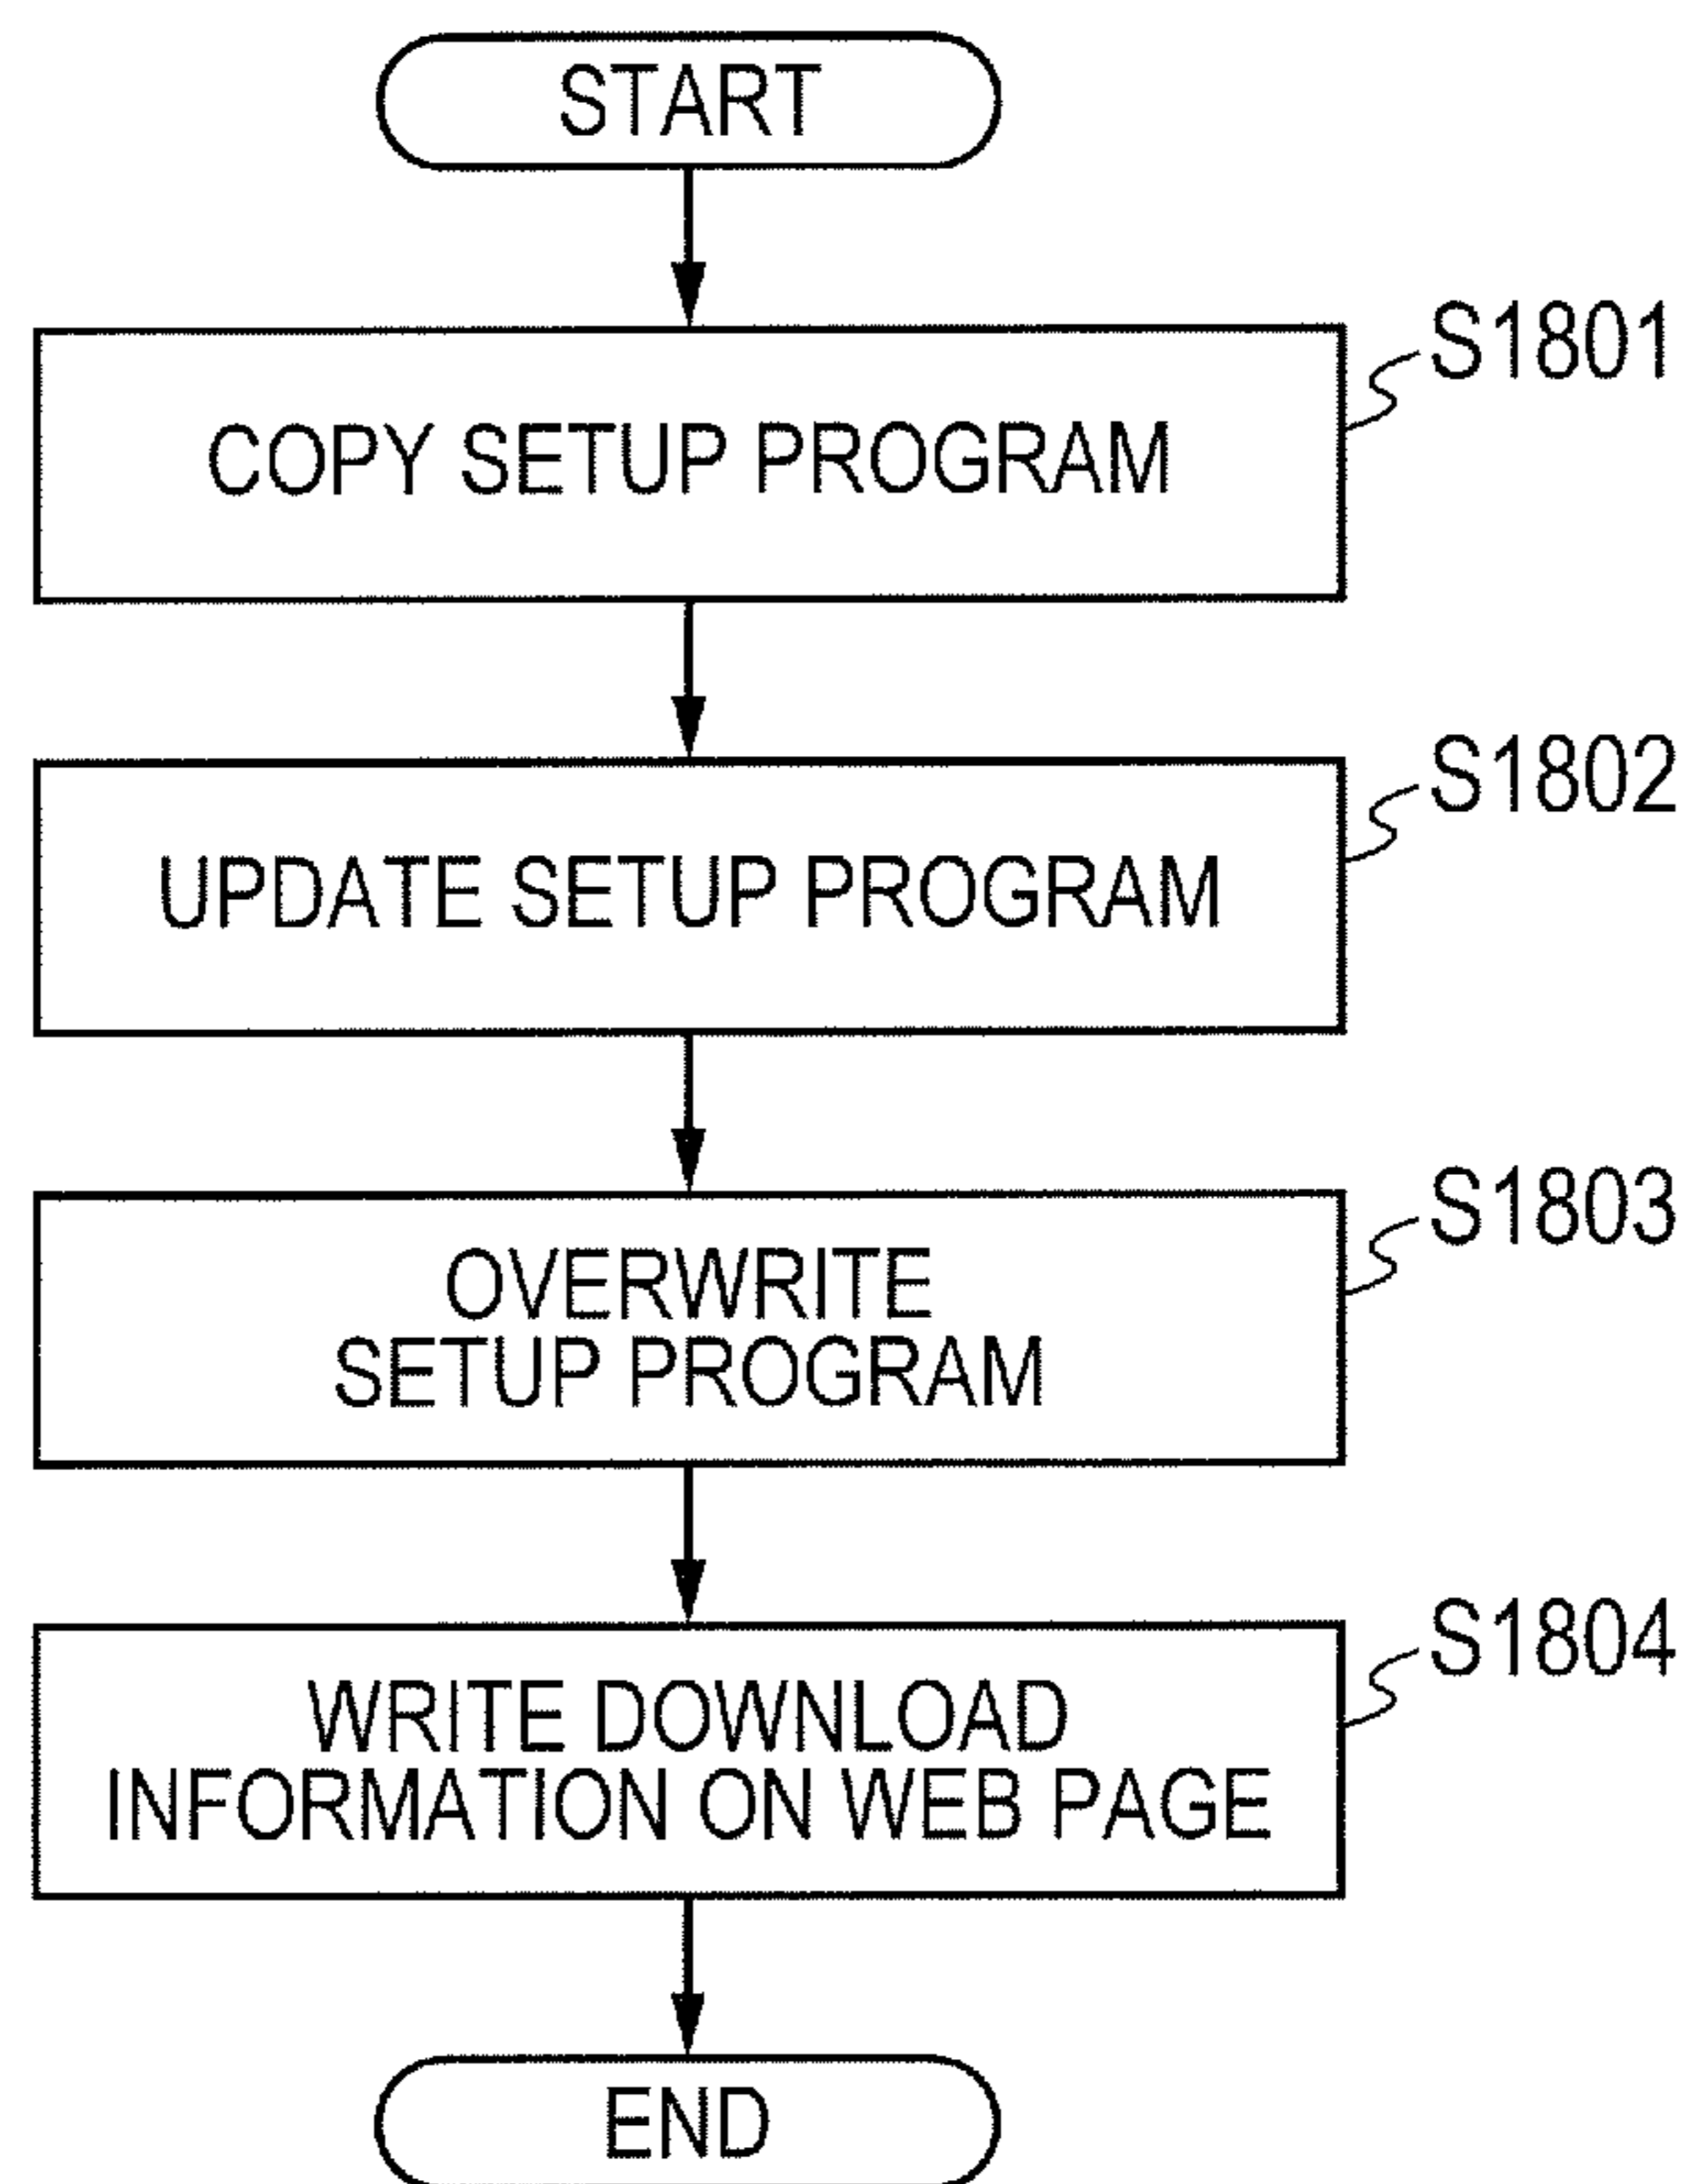 START
S1801
COPY SETUP PROGRAM
S1802
UPDATE SETUP PROGRAM
S1803
OVERWRITE
SETUP PROGRAM
S1804
WRITE DOWNLOAD
INFORMATION ON WEB PAGE
END